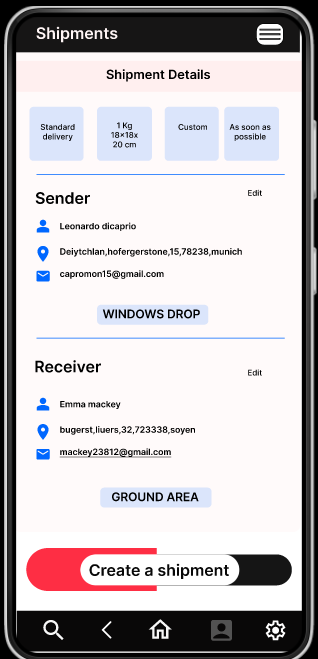 Shipments
Shipment Details
Standard
delivery
1 Kg
18x18x
20 cm
Custom
As soon as
possible
Sender
Edit
Leonardo dicaprio
Deiytchlan,hofergerstone,15,78238,munich
capromon15@gmail.com
WINDOWS DROP
Receiver
Edit
Emma mackey
bugerst,liuers,32,723338,soyen
mackey23812@gmail.com
GROUND AREA
Create a shipment